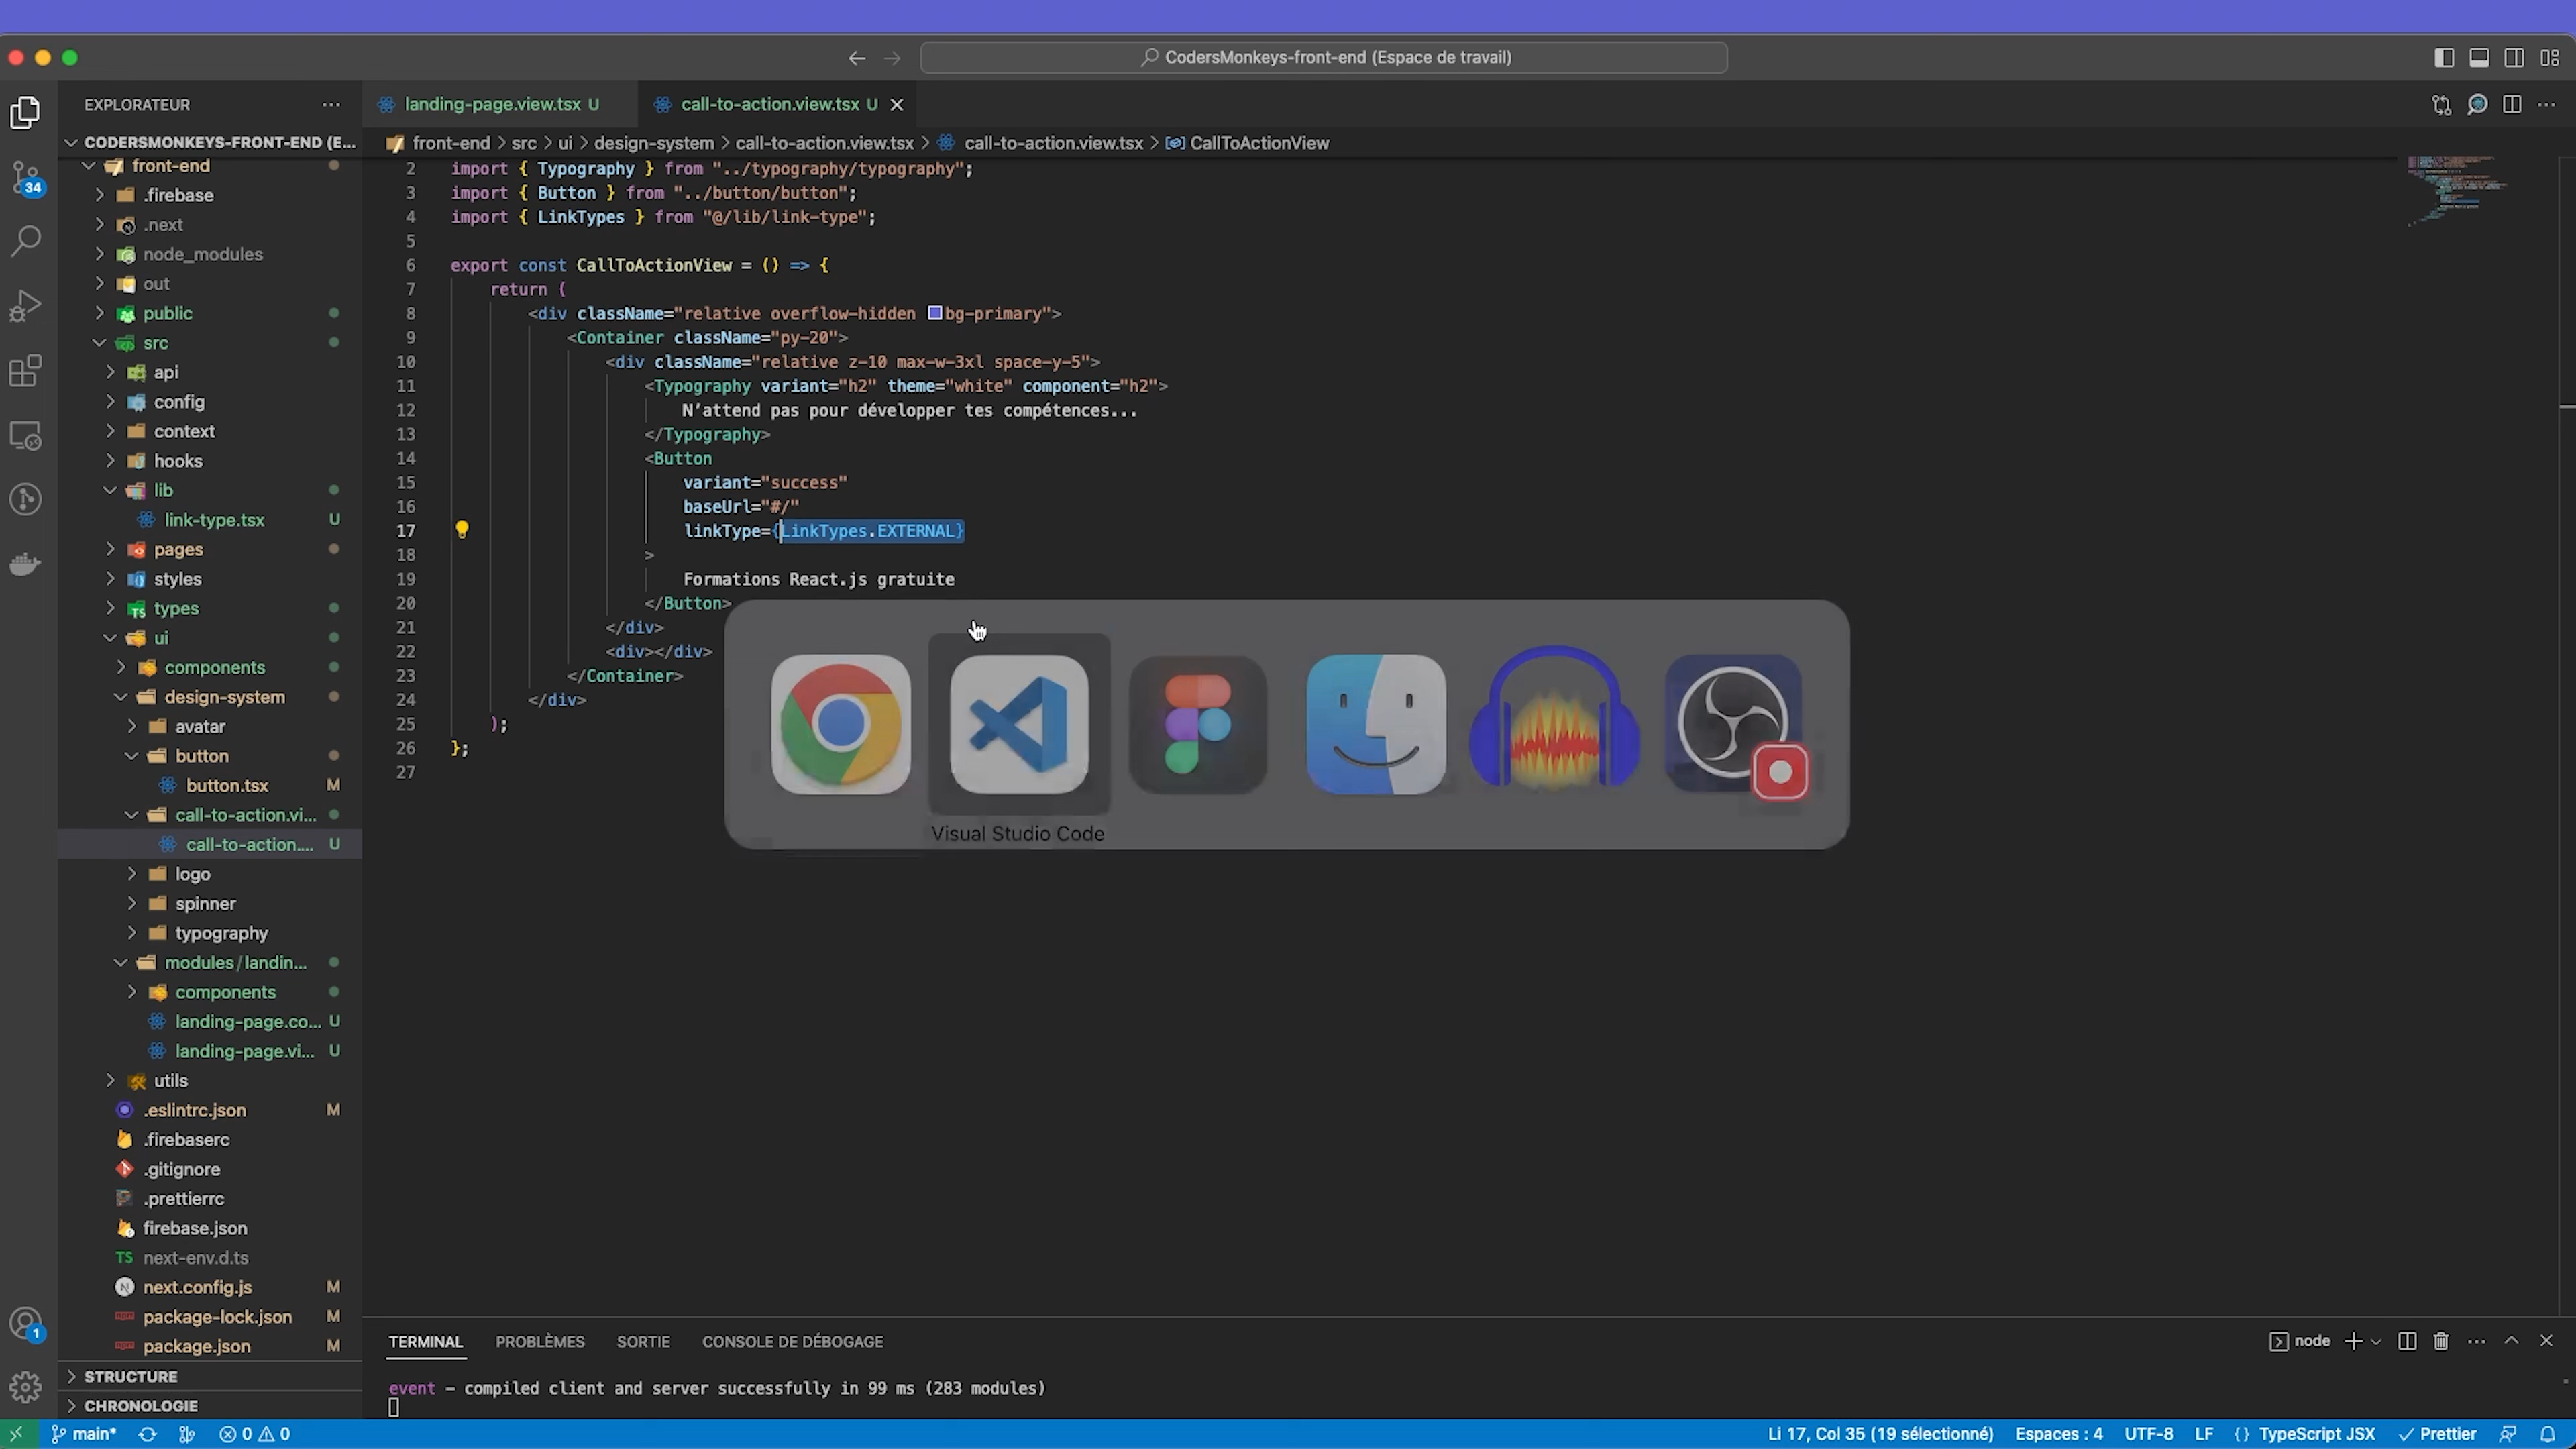 CodersMonkeys-front-end (Espace de travail)
EXPLORATEUR
landing-page.view.tsx U
call-to-action.view.tsx U
CODERSMONKEYS-FRONT-END (E...
front-end > src > ui > design-system > call-to-action.view.tsx > call-to-action.view.tsx > CallToActionView
front-end
.firebase
.next
node_modules
out
public
src
api
config
context
hooks
lib
link-type.tsx U
pages
styles
types
ui
components
design-system
avatar
button
button.tsx M
call-to-action.vi...
call-to-action.... U
logo
spinner
typography
modules/landin...
components
landing-page.co... U
landing-page.vi... U
utils
.eslintrc.json M
.firebaserc
.gitignore
.prettierrc
firebase.json
TS next-env.d.ts
next.config.js M
package-lock.json M
package.json M
STRUCTURE
CHRONOLOGIE
34
1
2 import { Typography } from "../typography/typography";
3 import { Button } from "../button/button";
4 import { LinkTypes } from "@/lib/link-type";
5
6 export const CallToActionView = () => {
7 return (
8 <div className="relative overflow-hidden bg-primary">
9 <Container className="py-20">
10 <div className="relative z-10 max-w-3xl space-y-5">
11 <Typography variant="h2" theme="white" component="h2">
12 N’attend pas pour développer tes compétences...
13 </Typography>
14 <Button
15 variant="success"
16 baseUrl="#/"
17 linkType={LinkTypes.EXTERNAL}
18 >
19 Formations React.js gratuite
20 </Button>
21 </div>
22 <div></div>
23 </Container>
24 </div>
25 );
26 };
27
Visual Studio Code
TERMINAL PROBLÈMES SORTIE CONSOLE DE DÉBOGAGE
node
event - compiled client and server successfully in 99 ms (283 modules)
main* 0 0
Li 17, Col 35 (19 sélectionné) Espaces : 4 UTF-8 LF {} TypeScript JSX Prettier